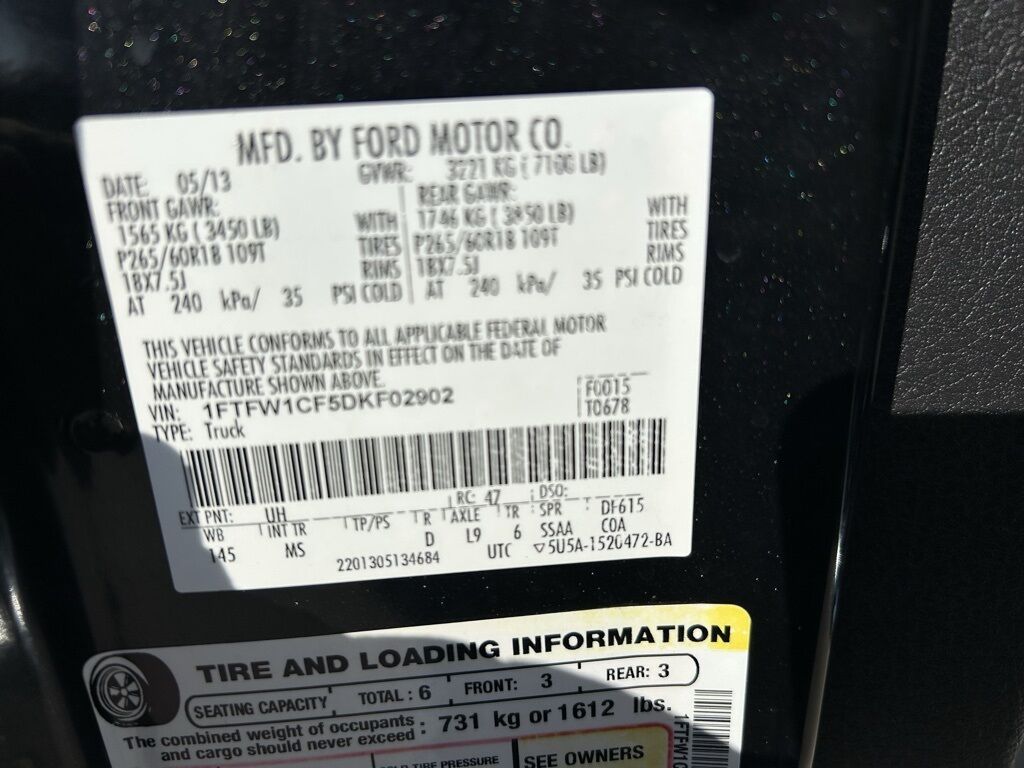 MFD. BY FORD MOTOR CO.
DATE: 05/13 GVWR: 3221 KG ( 7100 LB)
FRONT GAWR: REAR GAWR:
1565 KG ( 3450 LB) WITH 1746 KG ( 3850 LB) WITH
P265/60R18 109T TIRES P265/60R18 109T TIRES
18X7.5J RIMS 18X7.5J RIMS
AT 240 kPa/ 35 PSI COLD AT 240 kPa/ 35 PSI COLD
THIS VEHICLE CONFORMS TO ALL APPLICABLE FEDERAL MOTOR
VEHICLE SAFETY STANDARDS IN EFFECT ON THE DATE OF
MANUFACTURE SHOWN ABOVE.
VIN: 1FTFW1CF5DKF02902 F0015
TYPE: Truck T0678
EXT PNT: UH RC: 47 DSO:
WB INT TR TP/PS R AXLE TR SPR DF615
145 MS D L9 6 SSAA COA
2201305134684 UTC ▽5U5A-1520472-BA
TIRE AND LOADING INFORMATION
SEATING CAPACITY TOTAL : 6 FRONT: 3 REAR: 3
The combined weight of occupants : 731 kg or 1612 lbs.
and cargo should never exceed :
TIRE PRESSURE SEE OWNERS
1FTFW1C